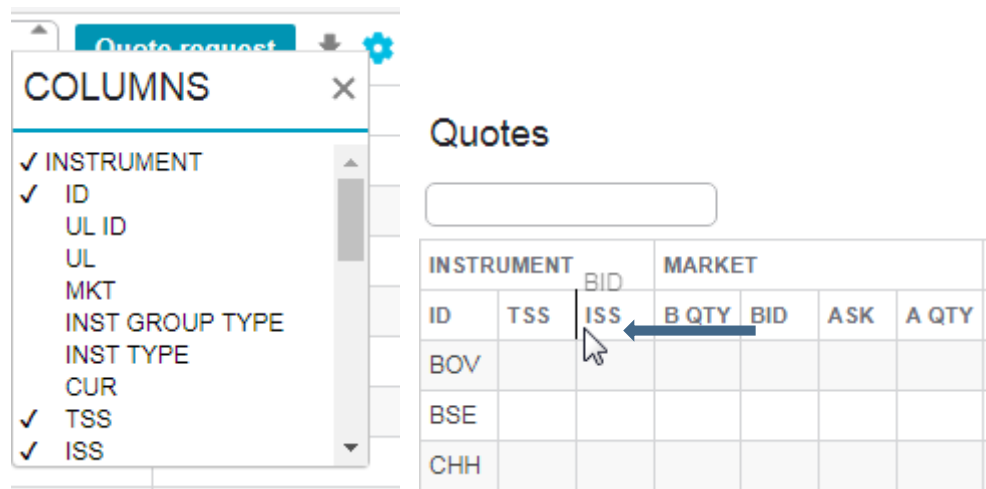 Quote request
COLUMNS
✓ INSTRUMENT
✓ ID
UL ID
UL
MKT
INST GROUP TYPE
INST TYPE
CUR
✓ TSS
✓ ISS
Quotes
INSTRUMENT MARKET
BID
ID TSS ISS B QTY BID ASK A QTY
BOV
BSE
CHH